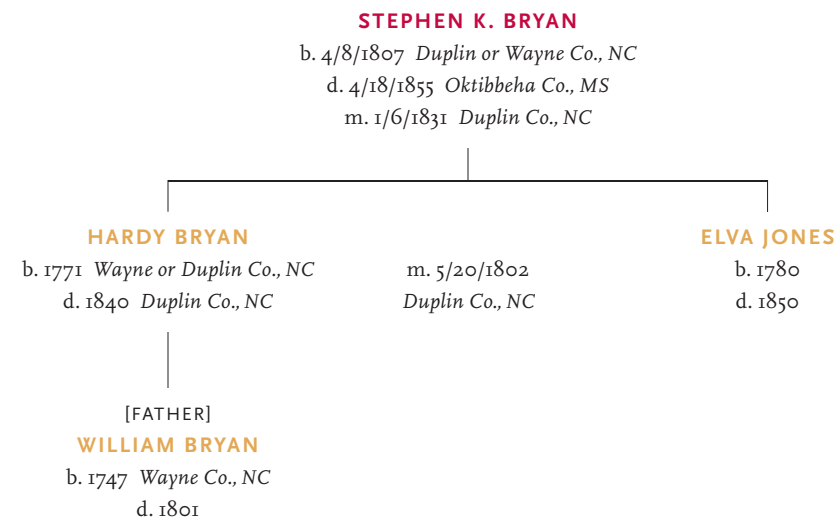 STEPHEN K. BRYAN
b. 4/8/1807 Duplin or Wayne Co., NC
d. 4/18/1855 Oktibbeha Co., MS
m. 1/6/1831 Duplin Co., NC
HARDY BRYAN
b. 1771 Wayne or Duplin Co., NC
d. 1840 Duplin Co., NC
m. 5/20/1802
Duplin Co., NC
ELVA JONES
b. 1780
d. 1850
[FATHER]
WILLIAM BRYAN
b. 1747 Wayne Co., NC
d. 1801